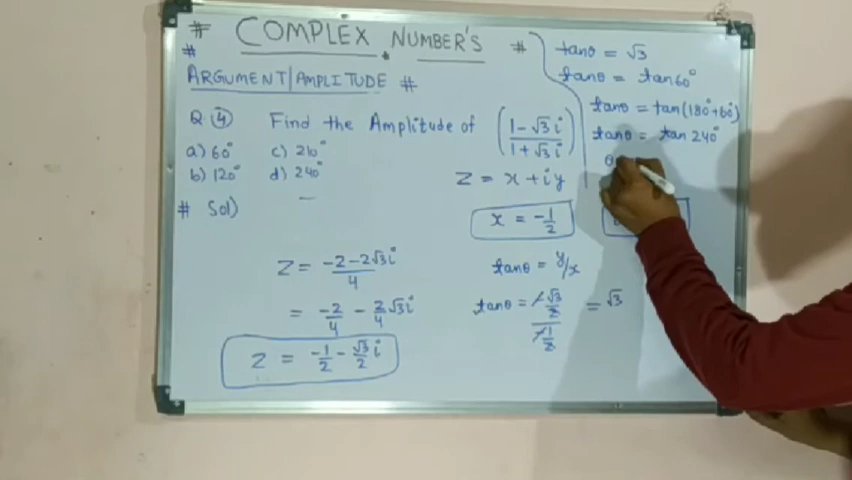 # COMPLEX NUMBER'S #
#
ARGUMENT/AMPLITUDE #
Q ④ Find the Amplitude of (1 - √3 i / 1 + √3 i)
a) 60° c) 210°
b) 120° d) 240°
# Sol)
Z = -2 - 2√3 i / 4
= -2/4 - 2/4 √3 i
Z = -1/2 - √3/2 i
Z = x + iy
x = -1/2
tanθ = y/x
tanθ = -√3/2 / -1/2 = √3
tanθ = √3
tanθ = tan 60°
tanθ = tan(180° + 60°)
tanθ = tan 240°
θ